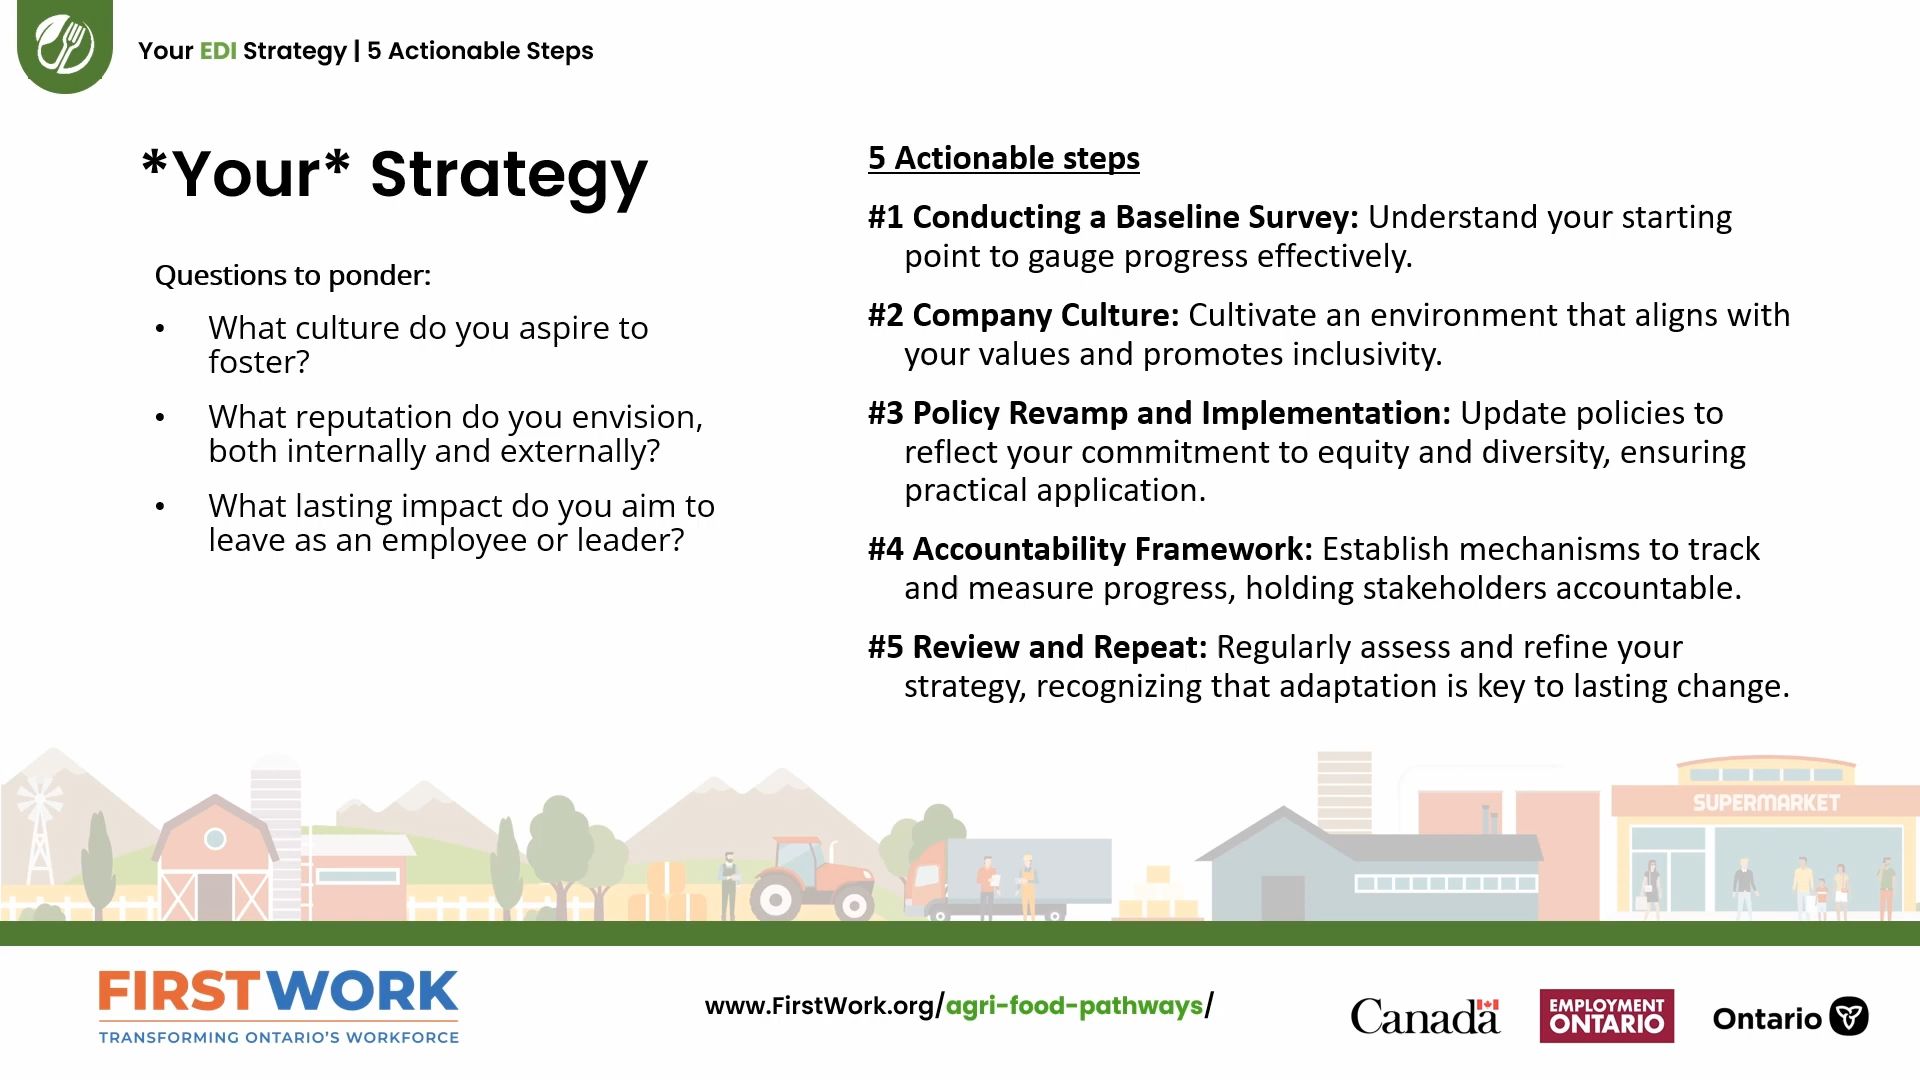 Your EDI Strategy | 5 Actionable Steps
*Your* Strategy
Questions to ponder:
• What culture do you aspire to
foster?
• What reputation do you envision,
both internally and externally?
• What lasting impact do you aim to
leave as an employee or leader?
5 Actionable steps
#1 Conducting a Baseline Survey: Understand your starting
point to gauge progress effectively.
#2 Company Culture: Cultivate an environment that aligns with
your values and promotes inclusivity.
#3 Policy Revamp and Implementation: Update policies to
reflect your commitment to equity and diversity, ensuring
practical application.
#4 Accountability Framework: Establish mechanisms to track
and measure progress, holding stakeholders accountable.
#5 Review and Repeat: Regularly assess and refine your
strategy, recognizing that adaptation is key to lasting change.
SUPERMARKET
FIRSTWORK
TRANSFORMING ONTARIO'S WORKFORCE
www.FirstWork.org/agri-food-pathways/
Canada
EMPLOYMENT
ONTARIO
Ontario